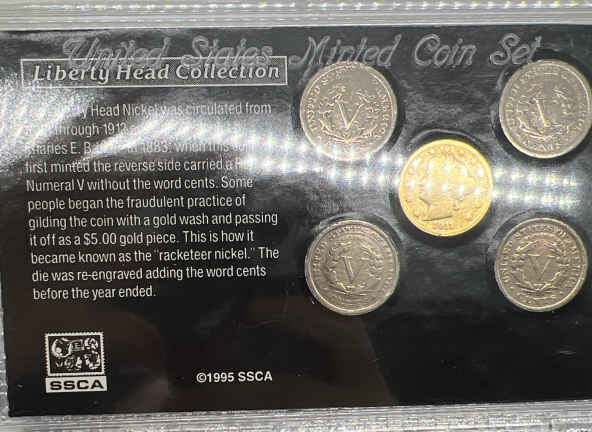 United States Minted Coin Set
Liberty Head Collection
Head Nickel was circulated from
through 1912
Charles E. 1883, when this
first minted the reverse side carried a
Numeral V without the word cents. Some
people began the fraudulent practice of
gilding the coin with a gold wash and passing
it off as a $5.00 gold piece. This is how it
became known as the "racketeer nickel." The
die was re-engraved adding the word cents
before the year ended.
SSCA
©1995 SSCA
V
V
V
V